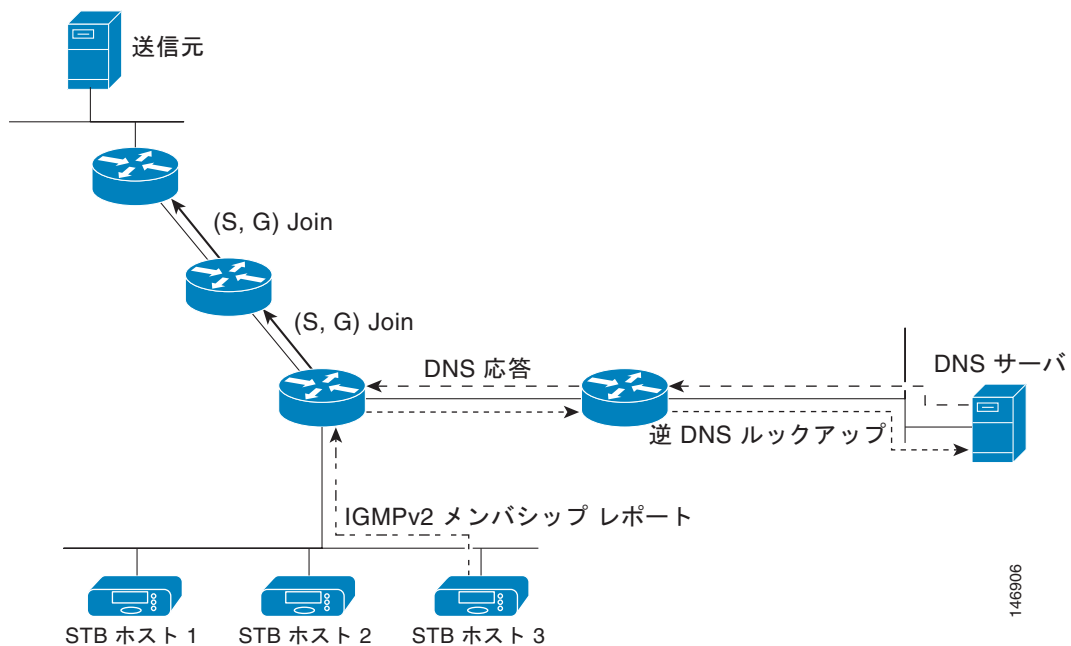 送信元
(S, G) Join
(S, G) Join
DNS 応答
DNS サーバ
逆 DNS ルックアップ
IGMPv2 メンバシップ レポート
STB ホスト 1
STB ホスト 2
STB ホスト 3
146906